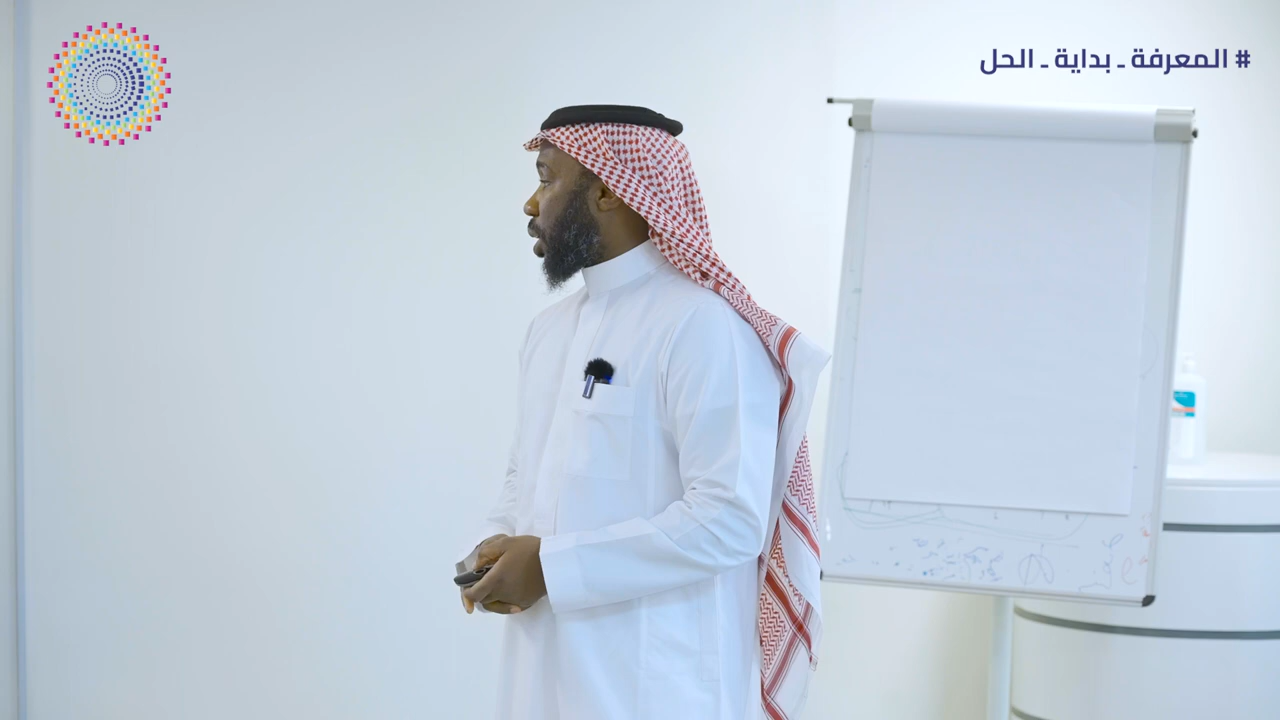 # المعرفة ـ بداية ـ الحل